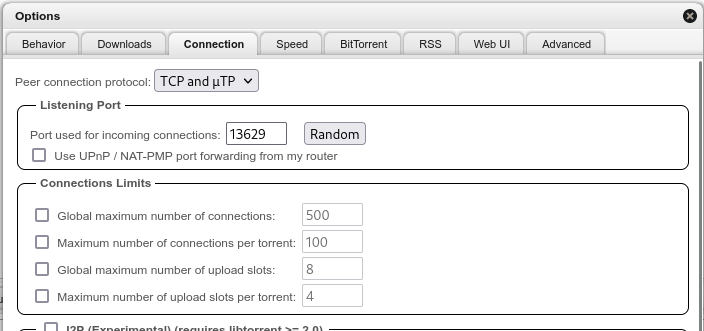 Options
Behavior Downloads Connection Speed BitTorrent RSS Web UI Advanced
Peer connection protocol: TCP and μTP
Listening Port
Port used for incoming connections: 13629 Random
Use UPnP / NAT-PMP port forwarding from my router
Connections Limits
Global maximum number of connections: 500
Maximum number of connections per torrent: 100
Global maximum number of upload slots: 8
Maximum number of upload slots per torrent: 4
I2P (Experimental) (requires libtorrent >= 2.0)